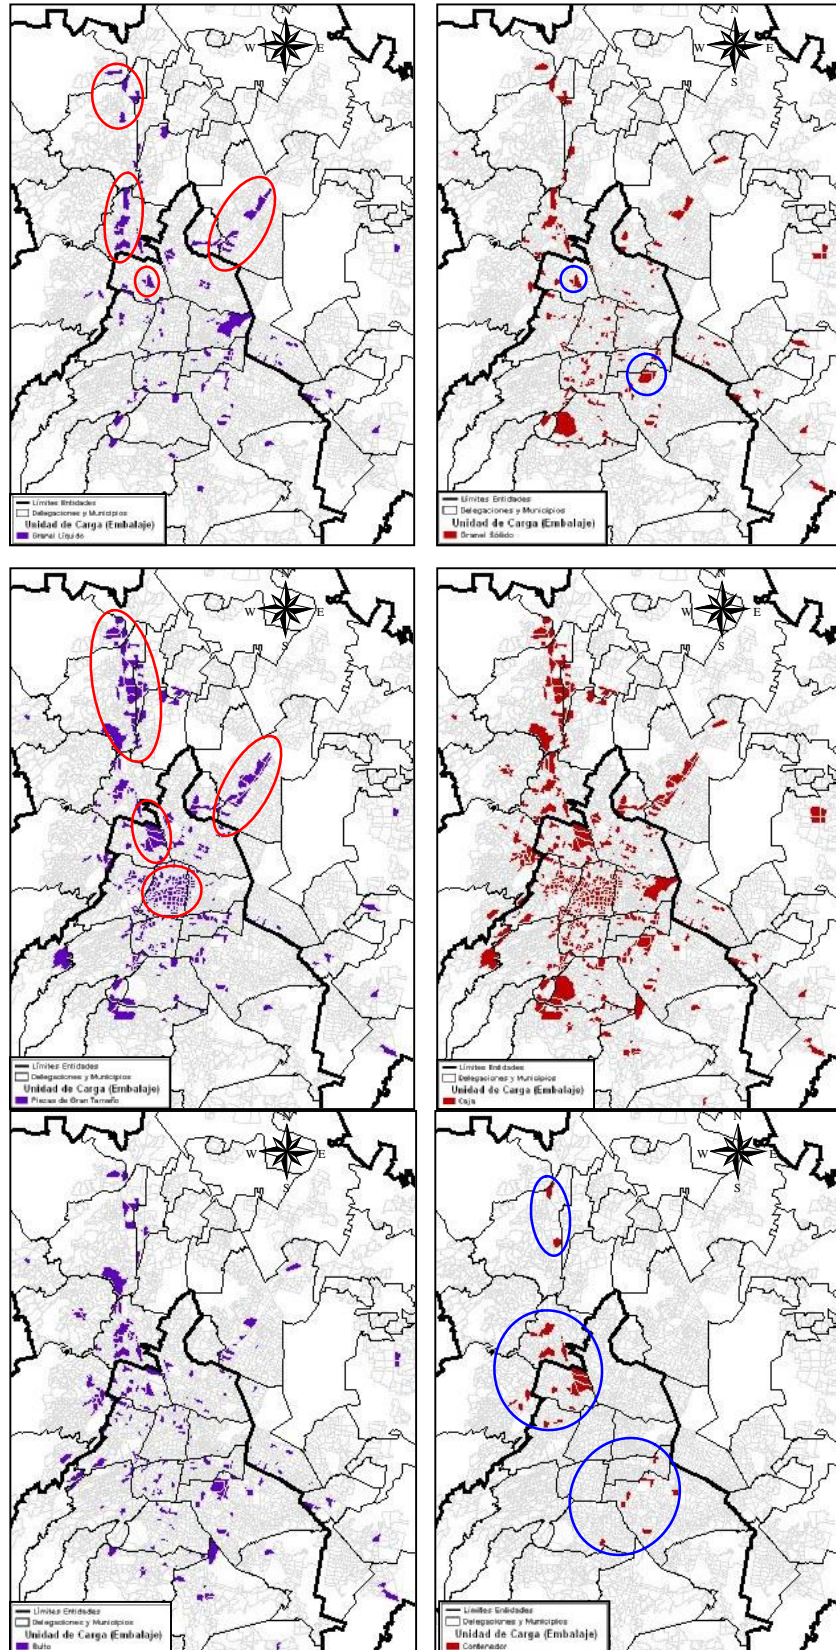 N
W E
S
Límites Entidades
Delegaciones y Municipios
Unidad de Carga (Embalaje)
Granel Líquido
N
W E
S
Límites Entidades
Delegaciones y Municipios
Unidad de Carga (Embalaje)
Granel Sólido
N
W E
S
Límites Entidades
Delegaciones y Municipios
Unidad de Carga (Embalaje)
Piezas de Gran Tamaño
N
W E
S
Límites Entidades
Delegaciones y Municipios
Unidad de Carga (Embalaje)
Caja
N
W E
S
Límites Entidades
Delegaciones y Municipios
Unidad de Carga (Embalaje)
Bulto
N
W E
S
Límites Entidades
Delegaciones y Municipios
Unidad de Carga (Embalaje)
Contenedor